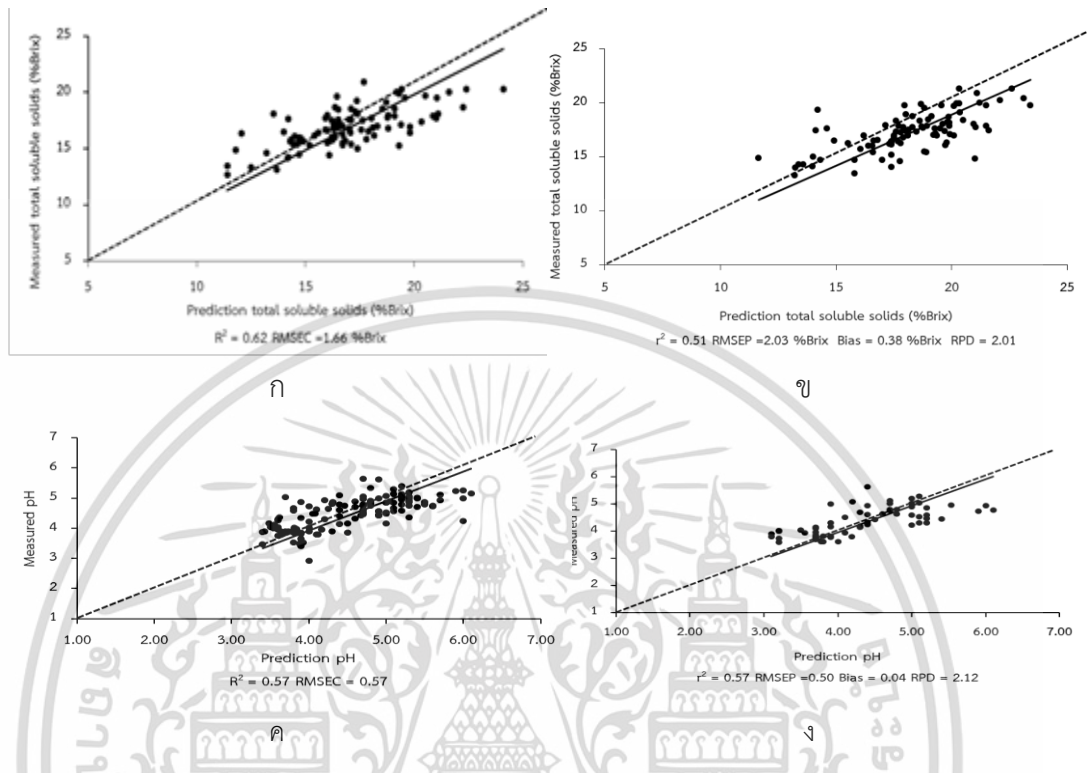 Measured total soluble solids (%Brix)
25
20
15
10
5
5 10 15 20 25
Prediction total soluble solids (%Brix)
R² = 0.62 RMSEC =1.66 %Brix
ก
Measured total soluble solids (%Brix)
25
20
15
10
5
5 10 15 20 25
Prediction total soluble solids (%Brix)
r² = 0.51 RMSEP =2.03 %Brix Bias = 0.38 %Brix RPD = 2.01
ข
Measured pH
7
6
5
4
3
2
1
1.00 2.00 3.00 4.00 5.00 6.00 7.00
Prediction pH
R² = 0.57 RMSEC = 0.57
ค
Measured pH
7
6
5
4
3
2
1
1.00 2.00 3.00 4.00 5.00 6.00 7.00
Prediction pH
r² = 0.57 RMSEP =0.50 Bias = 0.04 RPD = 2.12
ง